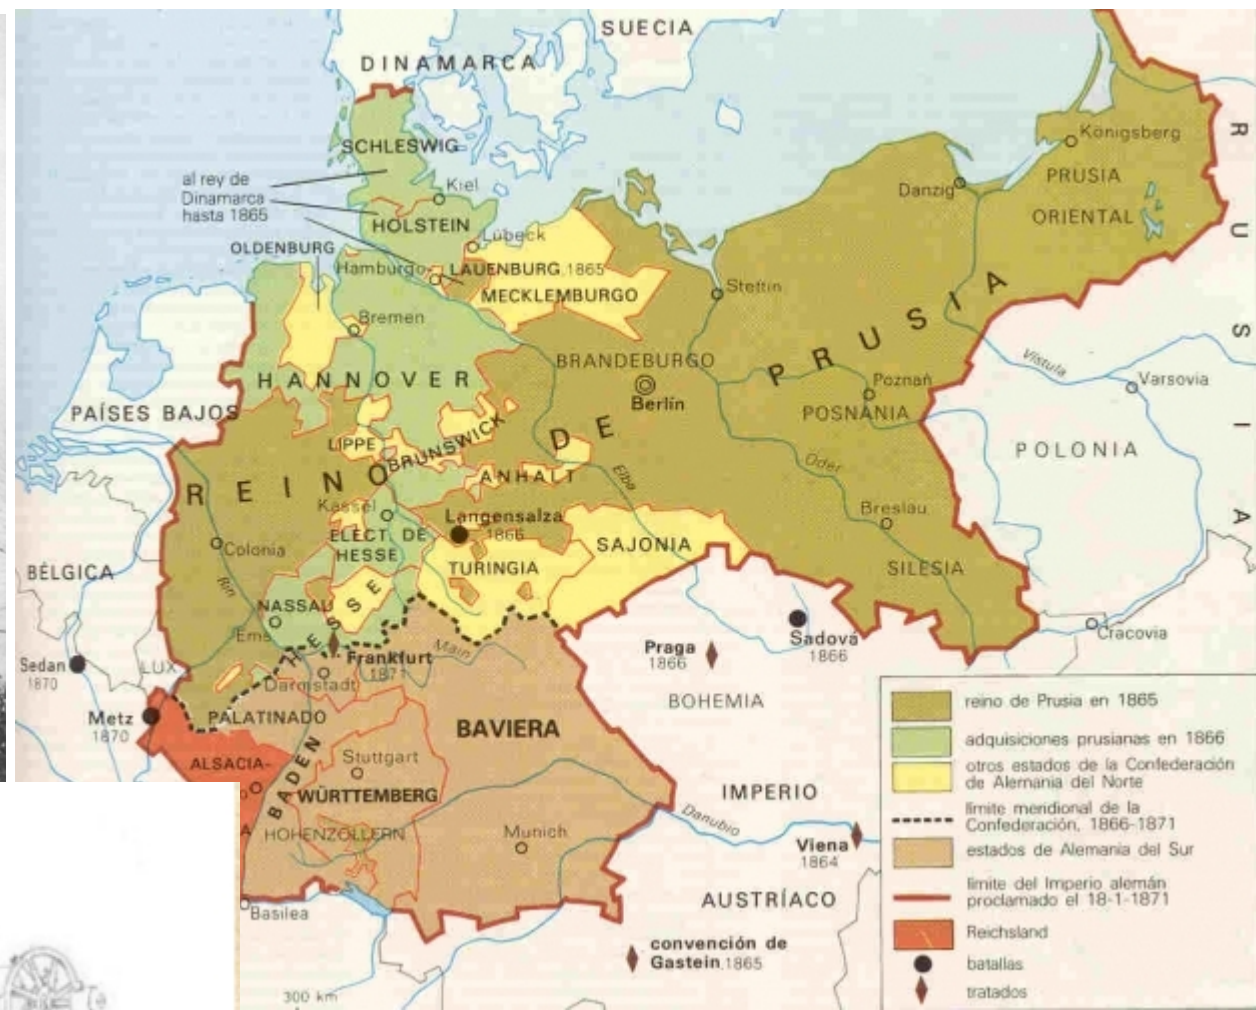 SUECIA
DINAMARCA
SCHLESWIG
Königsberg
R U S I A
al rey de
Dinamarca
hasta 1865
Kiel
Danzig
PRUSIA
ORIENTAL
HOLSTEIN
OLDENBURG
Lübeck
Hamburgo
LAUENBURG, 1865
MECKLEMBURGO
Stettin
Bremen
BRANDEBURGO
REINO DE PRUSIA
HANNOVER
Berlín
Poznań
POSNANIA
Vístula
Varsovia
PAÍSES BAJOS
LIPPE
BRUNSWICK
POLONIA
ANHALT
Elba
Oder
Kassel
Langensalza
1866
Breslau
Colonia
ELECT. DE
HESSE
SAJONIA
BÉLGICA
TURINGIA
SILESIA
Rin
NASSAU
HESSE
Ems
Main
Cracovia
Sadová
1866
Praga
1866
Sedan
1870
LUX
Frankfurt
1871
Darmstadt
BOHEMIA
Metz
1870
PALATINADO
BAVIERA
ALSACIA-
BADEN
Stuttgart
WÜRTTEMBERG
IMPERIO
HOHENZOLLERN
Munich
Danubio
Viena
1864
AUSTRÍACO
Basilea
convención de
Gastein, 1865
300 km
reino de Prusia en 1865
adquisiciones prusianas en 1866
otros estados de la Confederación
de Alemania del Norte
límite meridional de la
Confederación, 1866-1871
estados de Alemania del Sur
límite del Imperio alemán
proclamado el 18-1-1871
Reichsland
batallas
tratados